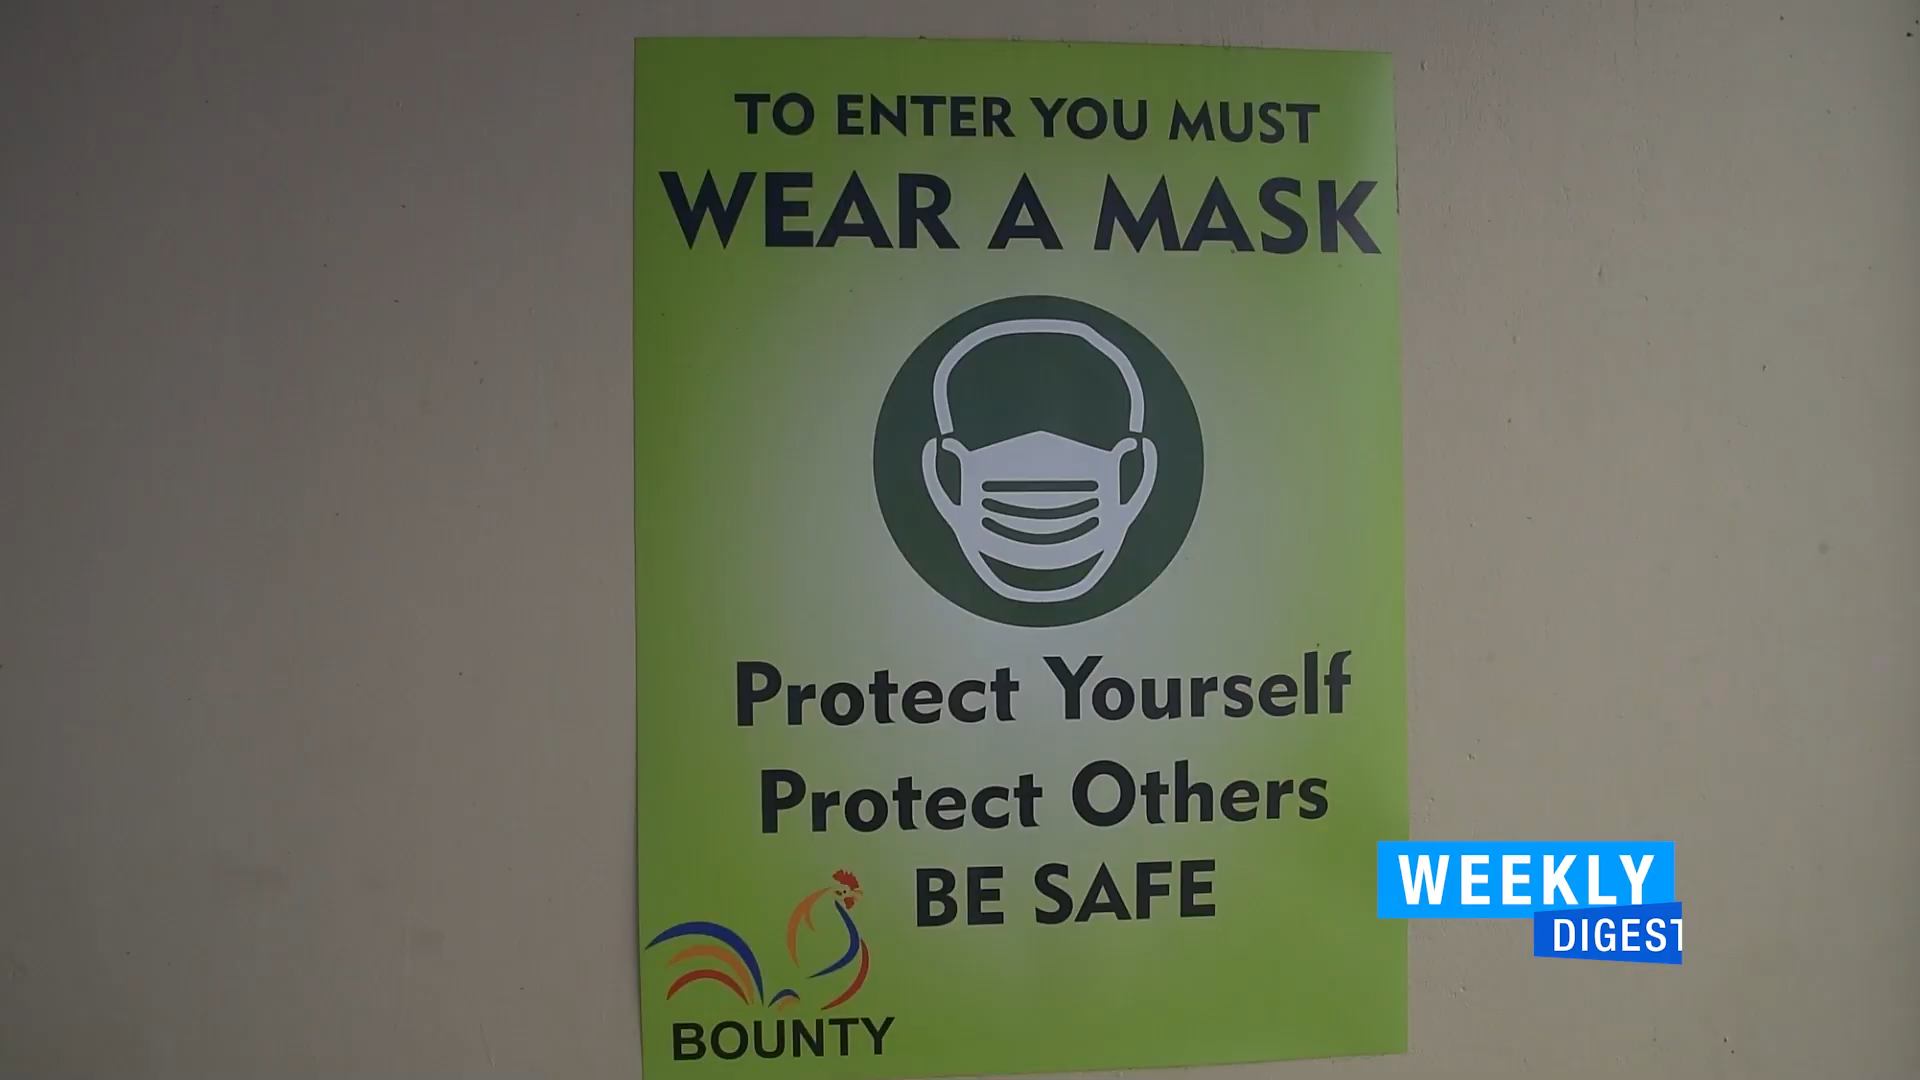 TO ENTER YOU MUST
WEAR A MASK
Protect Yourself
Protect Others
BE SAFE
BOUNTY
WEEKLY
DIGEST